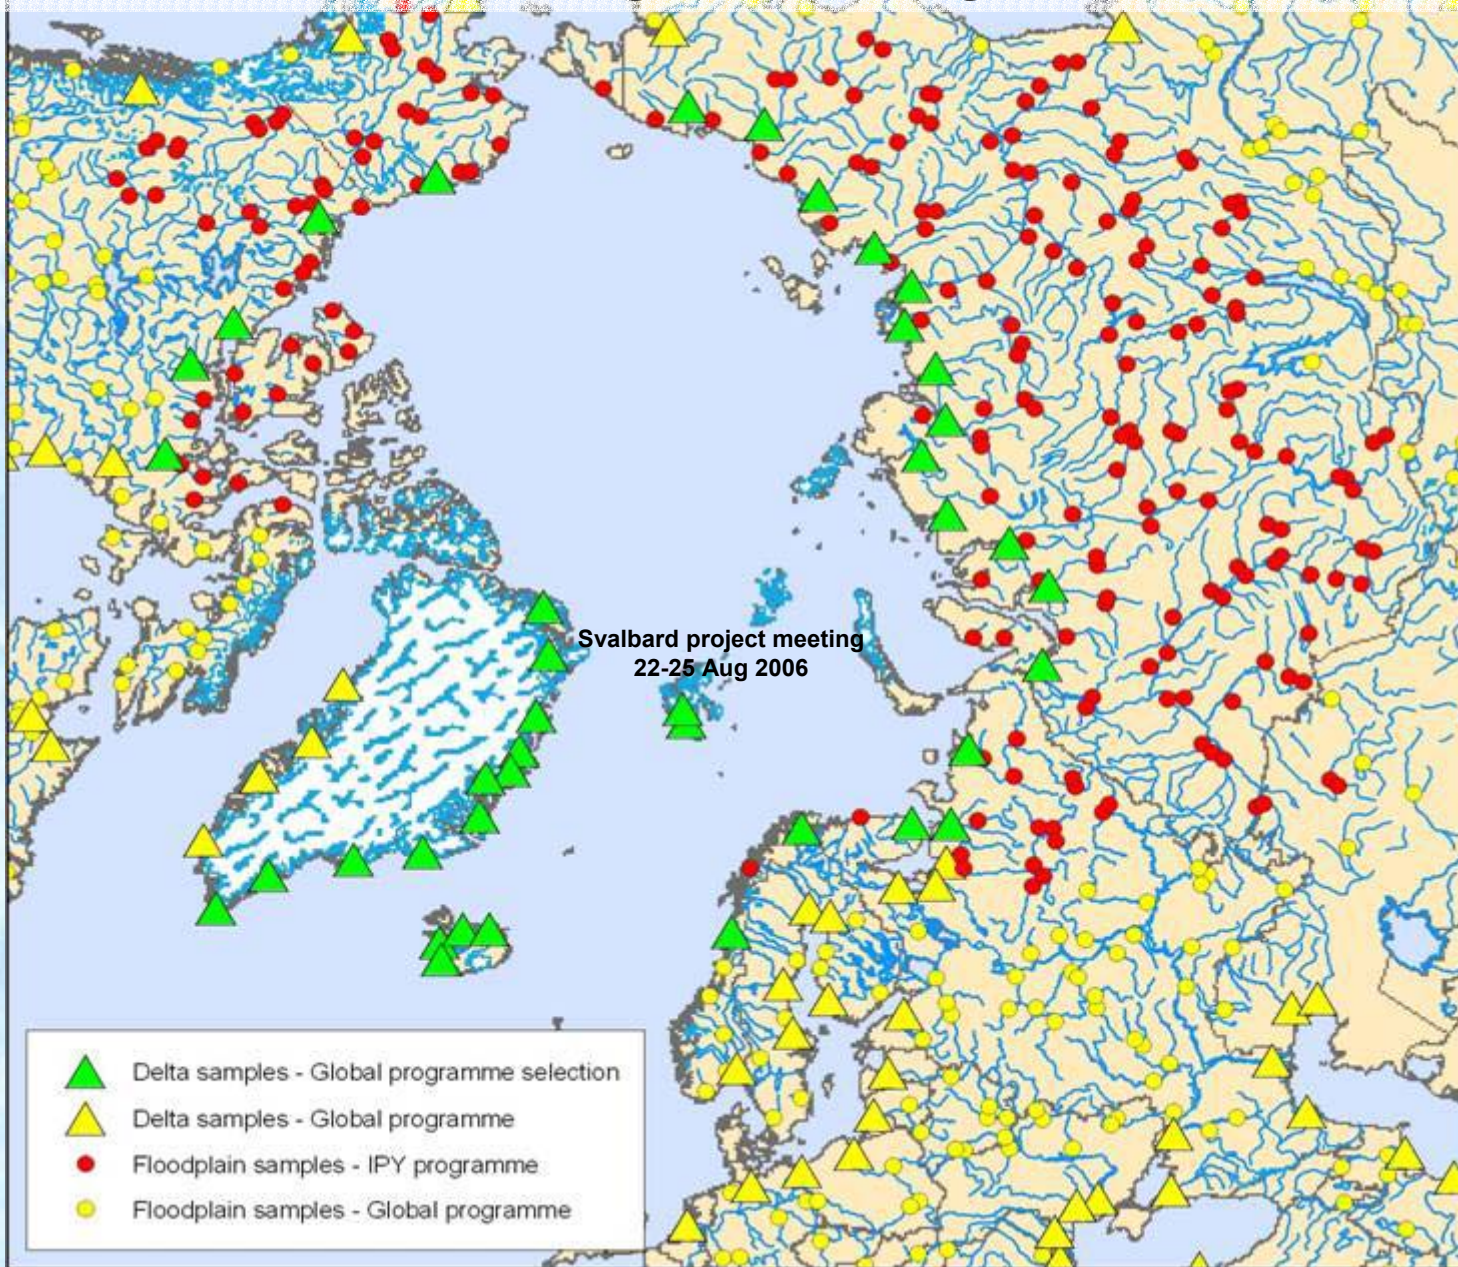 Svalbard project meeting
22-25 Aug 2006
Delta samples - Global programme selection
Delta samples - Global programme
Floodplain samples - IPY programme
Floodplain samples - Global programme